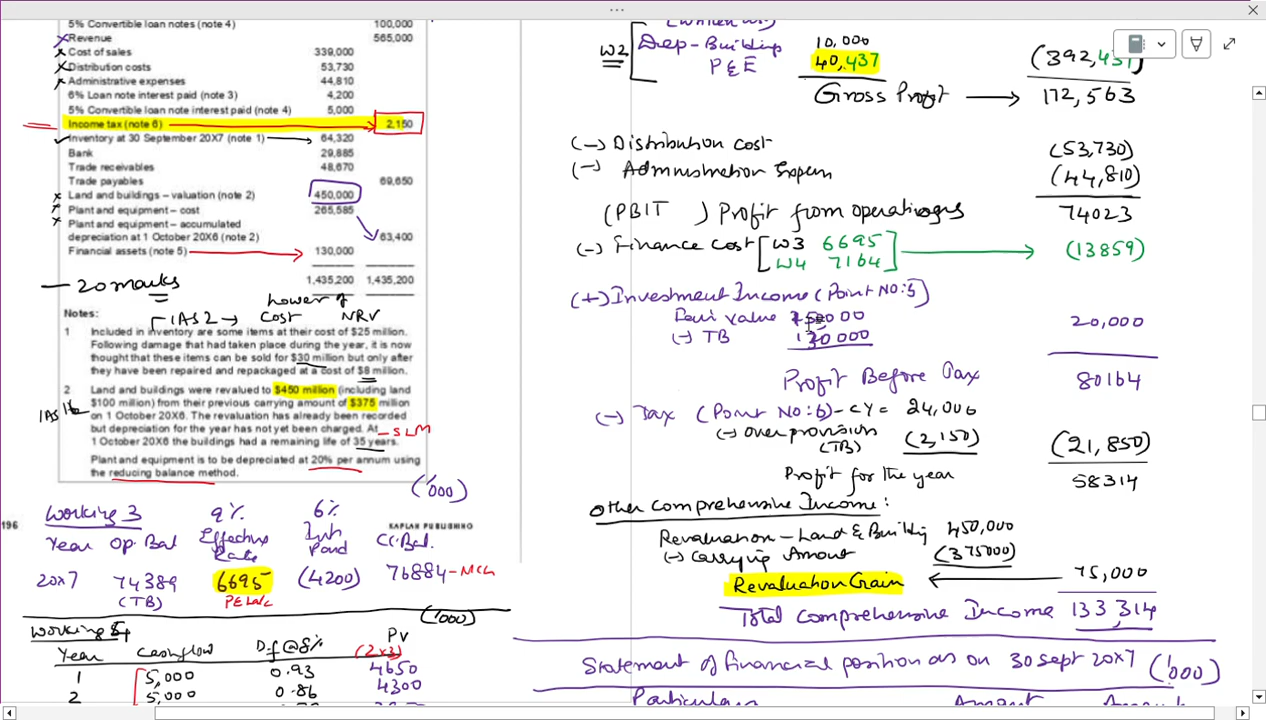 5% Convertible loan notes (note 4) 100,000
Revenue 565,000
Cost of sales 339,000
Distribution costs 53,730
Administrative expenses 44,810
6% Loan note interest paid (note 3) 4,200
5% Convertible loan note interest paid (note 4) 5,000
Income tax (note 6) 2,150
Inventory at 30 September 20X7 (note 1) 64,320
Bank 29,885
Trade receivables 48,670
Trade payables 69,650
Land and buildings – valuation (note 2) 450,000
Plant and equipment – cost 265,585
Plant and equipment – accumulated
depreciation at 1 October 20X6 (note 2) 63,400
Financial assets (note 5) 130,000
1,435,200 1,435,200
– 20 marks
Lower of
IAS 2 → Cost NRV
Notes:
1 Included in inventory are some items at their cost of $25 million.
Following damage that had taken place during the year, it is now
thought that these items can be sold for $30 million but only after
they have been repaired and repackaged at a cost of $8 million.
2 Land and buildings were revalued to $450 million (including land
$100 million) from their previous carrying amount of $375 million
IAS 16
on 1 October 20X6. The revaluation has already been recorded
but depreciation for the year has not yet been charged. At
– SLM
1 October 20X6 the buildings had a remaining life of 35 years.
Plant and equipment is to be depreciated at 20% per annum using
the reducing balance method.
('000)
196 KAPLAN PUBLISHING
Working 3 9% 6%
Year Op. Bal Effective Rate Int Paid Cl. Bal.
20x7 74389 6695 (4200) 76884 – NCL
(TB) P&L a/c
('000)
Year Cashflow D.f @ 8% PV
(2x3)
1 5,000 0.93 4650
2 5,000 0.86 4300
W2 Dep – Building 10,000
P&E 40,437 (392,437)
Gross Profit → 172,563
(–) Distribution cost (53,730)
(–) Administration Expen (44,810)
(PBIT) Profit from operations 74023
(–) Finance cost [W3 6695 (13859)
W4 7164]
(+) Investment Income (Point NO: 5)
Fair value
(–) TB 130000 20,000
Profit Before Tax 80164
(–) Tax (Point No: 6) – CY = 24,000
(–) Over provision (2,150) (21,850)
(TB)
Profit for the year 58314
Other Comprehensive Income:
Revaluation – Land & Building 450,000
(–) Carrying Amount (375000)
Revaluation Gain ← 75,000
Total Comprehensive Income 133,314
Statement of financial position as on 30 sept 20x7 ('000)